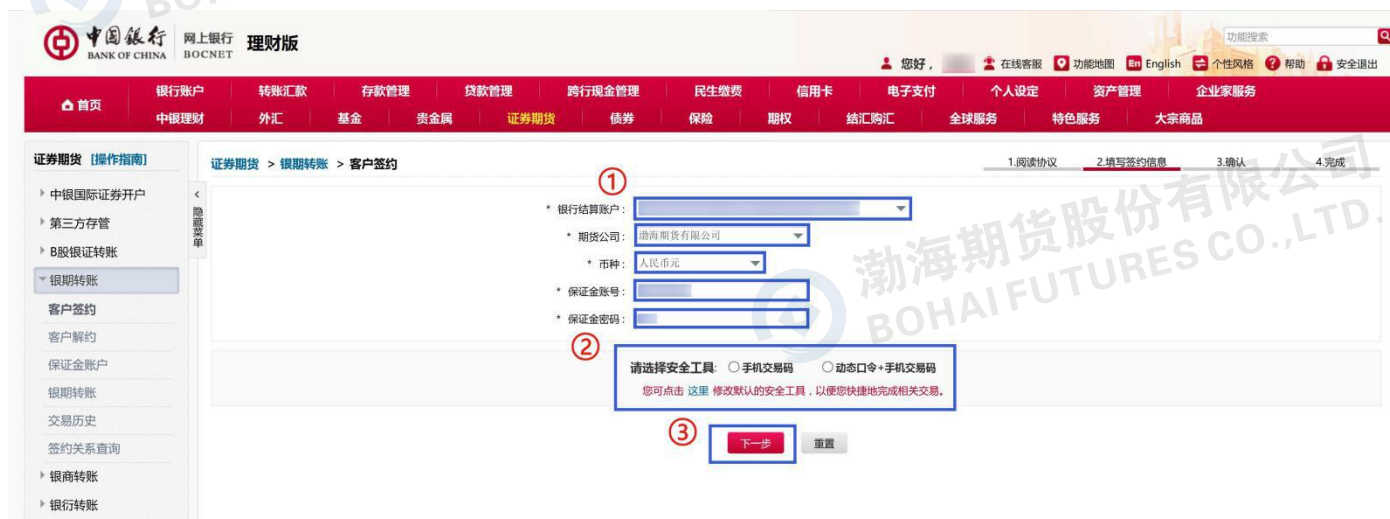 BOHAI
中国銀行 网上银行 理财版
BANK OF CHINA BOCNET
功能搜索
您好， 在线客服 功能地图 En English 个性风格 帮助 安全退出
首页
银行账户 转账汇款 存款管理 贷款管理 跨行现金管理 民生缴费 信用卡 电子支付 个人设定 资产管理 企业家服务
中银理财 外汇 基金 贵金属 证券期货 债券 保险 期权 结汇购汇 全球服务 特色服务 大宗商品
证券期货 [操作指南]
证券期货 > 银期转账 > 客户签约
1.阅读协议 2.填写签约信息 3.确认 4.完成
中银国际证券开户
第三方存管
B股银证转账
银期转账
客户签约
客户解约
保证金账户
银期转账
交易历史
签约关系查询
银商转账
银衍转账
隐藏菜单
①
* 银行结算账户：
* 期货公司： 渤海期货有限公司
* 币种： 人民币元
* 保证金账号：
* 保证金密码：
②
请选择安全工具: 手机交易码 动态口令+手机交易码
您可点击 这里 修改默认的安全工具，以便您快捷地完成相关交易。
③
下一步 重置
渤海期货股份有限公司
BOHAI FUTURES CO.,LTD.